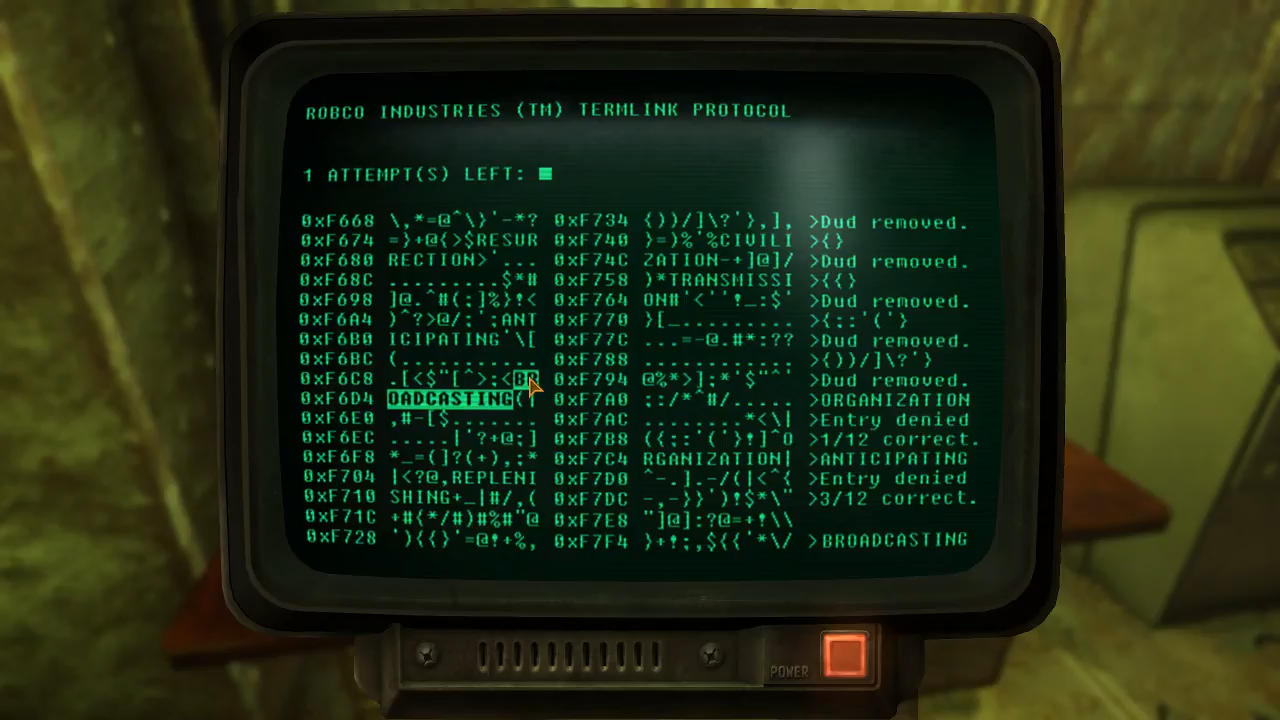 ROBCO INDUSTRIES (TM) TERMLINK PROTOCOL
1 ATTEMPT(S) LEFT:
0xF668 \,*=@^\}'-*? 0xF734 {))/]\?'},], >Dud removed.
0xF674 =}+@{>$RESUR 0xF740 }=)%'%CIVILI >{}
0xF680 RECTION>'... 0xF74C ZATION-+]@]/ >Dud removed.
0xF68C .........$*# 0xF758 )*TRANSMISSI >{{}
0xF698 ]@.^#(;]%}!< 0xF764 ON#'<''!_:$' >Dud removed.
0xF6A4 )^?>@/;';ANT 0xF770 }[_......... >{::'('}
0xF6B0 ICIPATING'\[ 0xF77C ...=-@.#*:?? >Dud removed.
0xF6BC (........... 0xF788 ............ >{))/]\?'}
0xF6C8 .[<$"[^>:<BR 0xF794 @%*>];*'$"^' >Dud removed.
0xF6D4 OADCASTING(| 0xF7A0 ;:/*^#/..... >ORGANIZATION
0xF6E0 ,#-[$....... 0xF7AC ........*<\| >Entry denied
0xF6EC .....|'?+@;] 0xF7B8 ({::'('}!]^O >1/12 correct.
0xF6F8 *_=(]?(+),;* 0xF7C4 RGANIZATION| >ANTICIPATING
0xF704 |<?@,REPLENI 0xF7D0 ^-.].-/(|<^{ >Entry denied
0xF710 SHING+_|#/,( 0xF7DC -,-}}')!$*\" >3/12 correct.
0xF71C +#{*/#)#%#"@ 0xF7E8 "]@]:?@=+!\\
0xF728 '){{}'=@!+%, 0xF7F4 }+!;,${{'*\/ >BROADCASTING
POWER